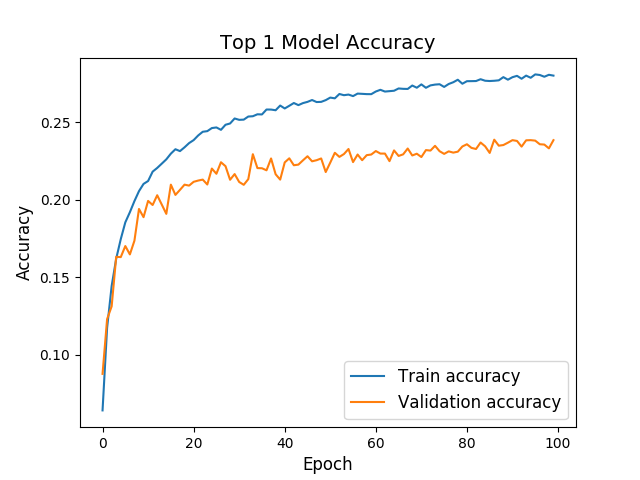 Top 1 Model Accuracy
Accuracy
0.25
0.20
0.15
0.10
Train accuracy
Validation accuracy
0 20 40 60 80 100
Epoch